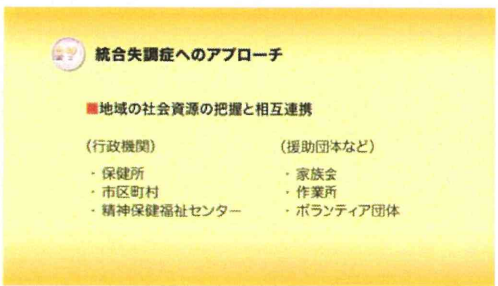 統合失調症へのアプローチ
■地域の社会資源の把握と相互連携
（行政機関）
・保健所
・市区町村
・精神保健福祉センター
（援助団体など）
・家族会
・作業所
・ボランティア団体